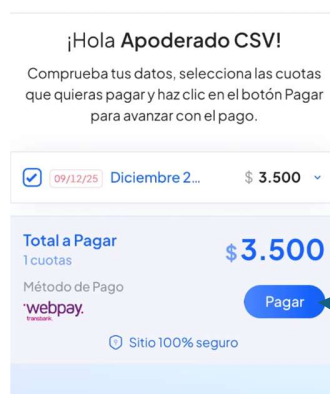 ¡Hola Apoderado CSV!
Comprueba tus datos, selecciona las cuotas
que quieras pagar y haz clic en el botón Pagar
para avanzar con el pago.
09/12/25 Diciembre 2... $ 3.500
Total a Pagar
1 cuotas
$3.500
Método de Pago
webpay.
transbank.
Pagar
Sitio 100% seguro